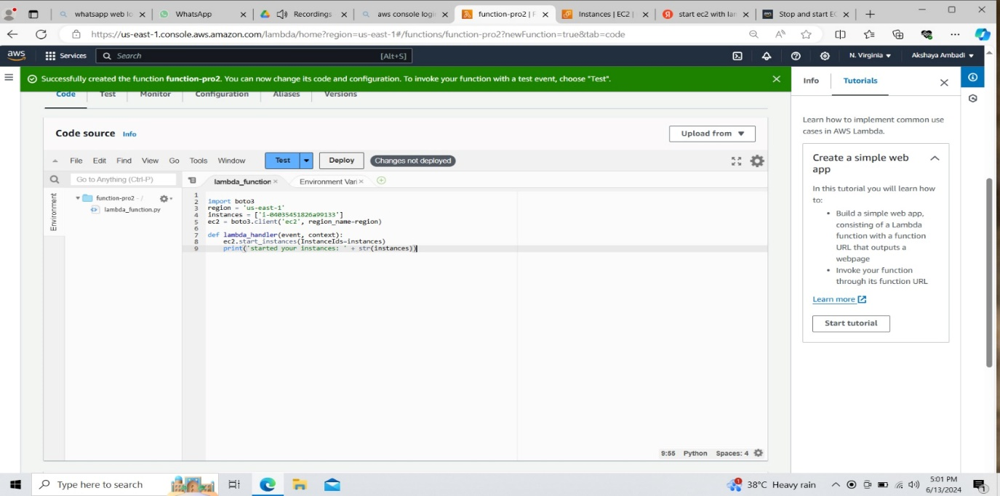 whatsapp web lo
WhatsApp
Recordings
aws console logi
function-pro2 | F
Instances | EC2 |
start ec2 with lam
Stop and start EC
https://us-east-1.console.aws.amazon.com/lambda/home?region=us-east-1#/functions/function-pro2?newFunction=true&tab=code
aws
Services
Search
[Alt+S]
N. Virginia
Akshaya Ambadi
Successfully created the function function-pro2. You can now change its code and configuration. To invoke your function with a test event, choose "Test".
Code
Test
Monitor
Configuration
Aliases
Versions
Code source Info
Upload from
File Edit Find View Go Tools Window
Test
Deploy
Changes not deployed
Go to Anything (Ctrl-P)
lambda_function
Environment Vari
Environment
function-pro2 - /
lambda_function.py
1
2 import boto3
3 region = 'us-east-1'
4 instances = ['i-04035451826a99133']
5 ec2 = boto3.client('ec2', region_name=region)
6
7 def lambda_handler(event, context):
8 ec2.start_instances(InstanceIds=instances)
9 print('started your instances: ' + str(instances))
9:55 Python Spaces: 4
Info
Tutorials
Learn how to implement common use
cases in AWS Lambda.
Create a simple web
app
In this tutorial you will learn how
to:
• Build a simple web app,
consisting of a Lambda
function with a function
URL that outputs a
webpage
• Invoke your function
through its function URL
Learn more
Start tutorial
Type here to search
38°C Heavy rain
5:01 PM
6/13/2024
1